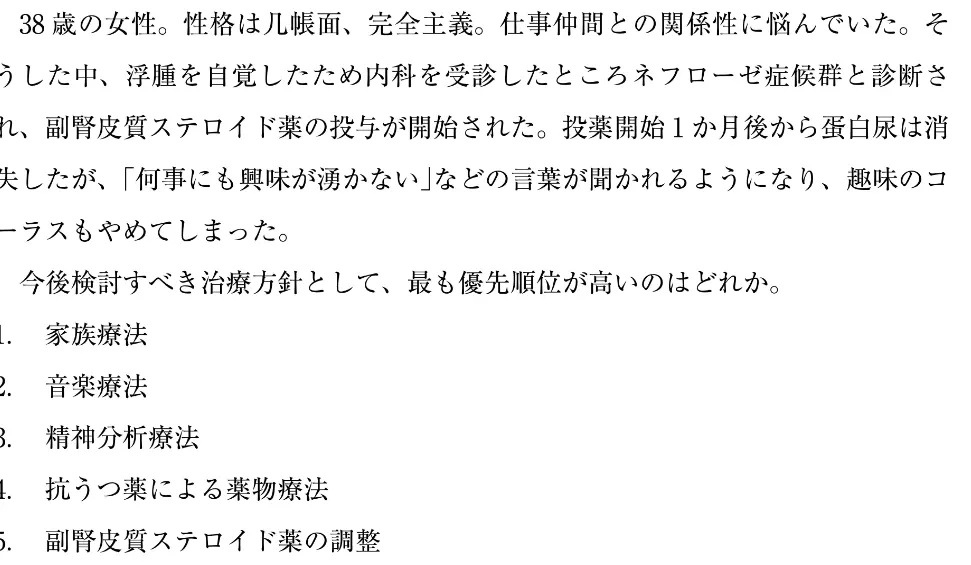 38歳の女性。性格は几帳面、完全主義。仕事仲間との関係性に悩んでいた。そ
うした中、浮腫を自覚したため内科を受診したところネフローゼ症候群と診断さ
れ、副腎皮質ステロイド薬の投与が開始された。投薬開始1か月後から蛋白尿は消
失したが、「何事にも興味が湧かない」などの言葉が聞かれるようになり、趣味のコ
ーラスもやめてしまった。
今後検討すべき治療方針として、最も優先順位が高いのはどれか。
1. 家族療法
2. 音楽療法
3. 精神分析療法
4. 抗うつ薬による薬物療法
5. 副腎皮質ステロイド薬の調整